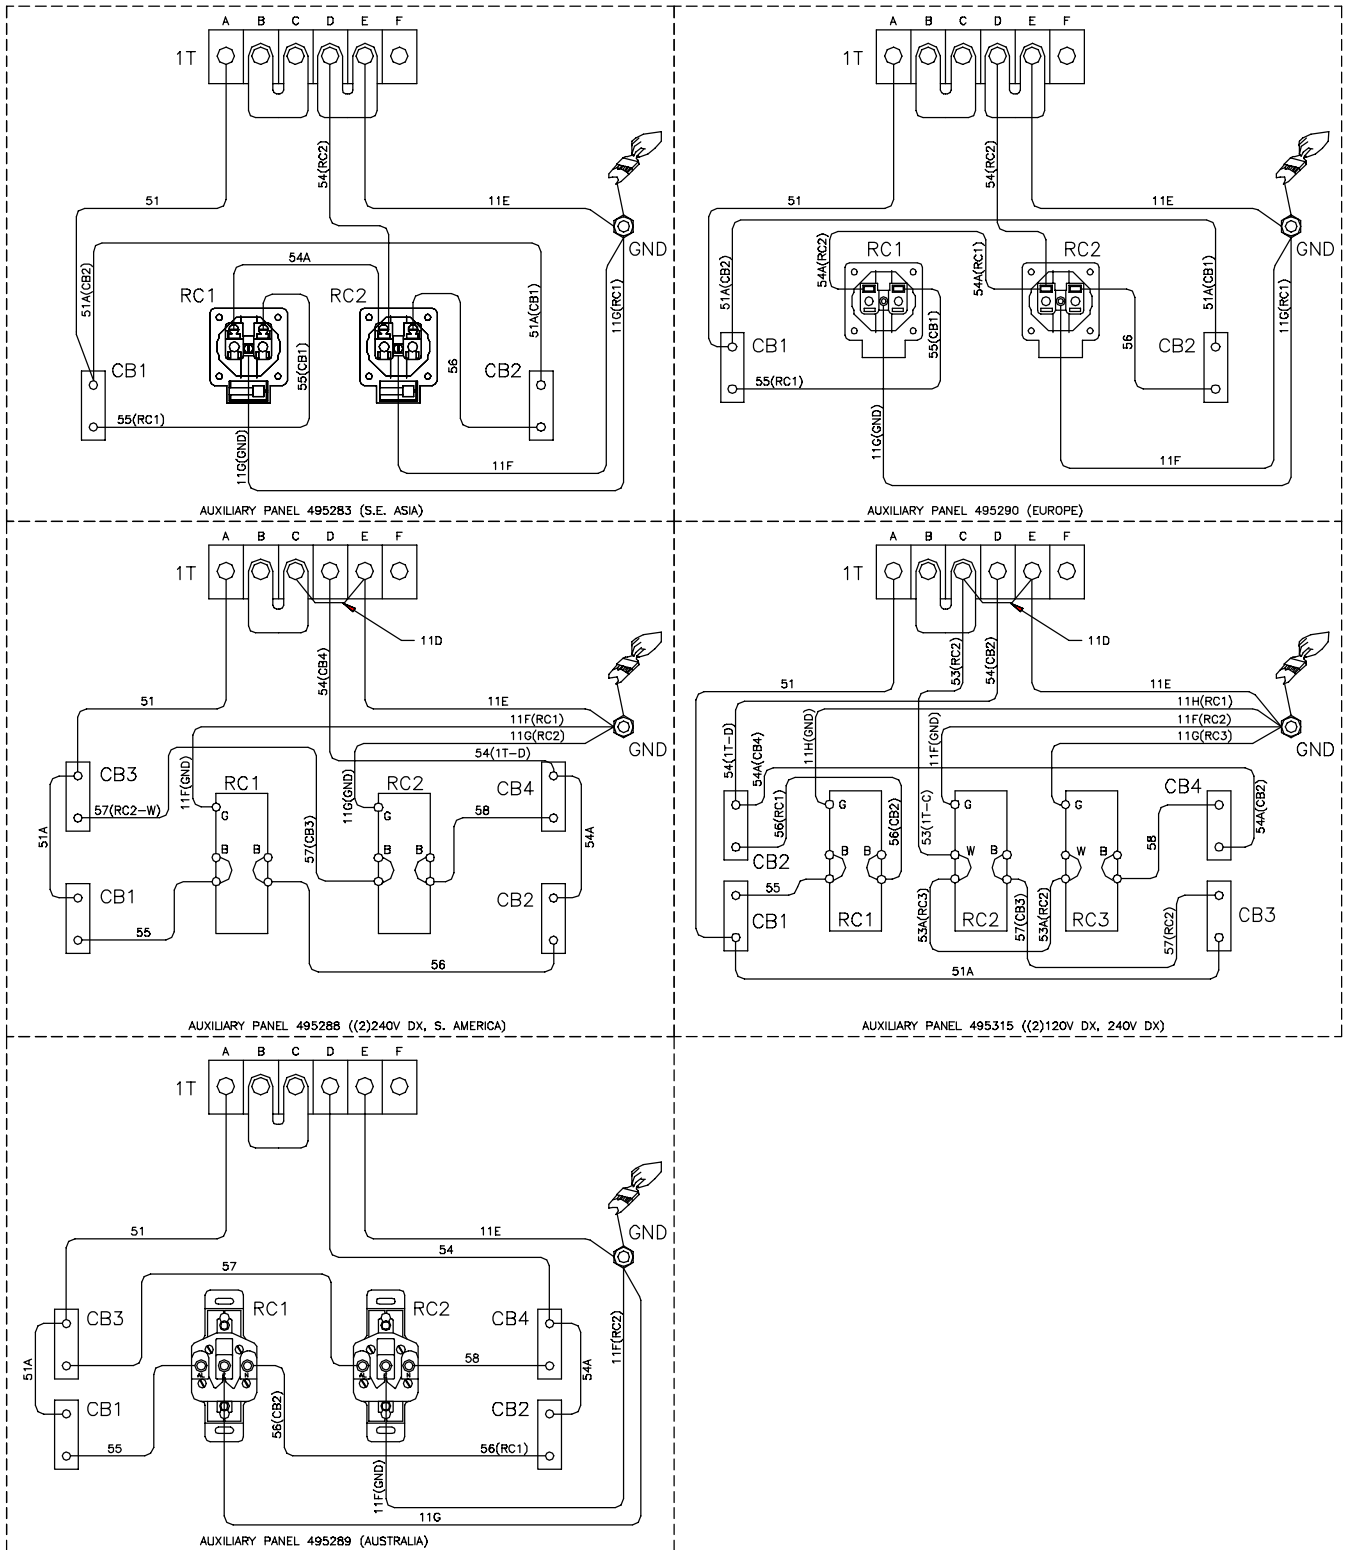 A B C D E F
1T
54(RC2)
51
11E
GND
54A
51A(CB2)
RC1
RC2
51A(CB1)
11G(RC1)
CB1
55(CB1)
56
CB2
55(RC1)
11G(GND)
11F
AUXILIARY PANEL 495283 (S.E. ASIA)
A B C D E F
1T
54(RC2)
51
11E
GND
51A(CB2)
54A(RC2)
RC1
54A(RC1)
RC2
51A(CB1)
11G(RC1)
CB1
55(CB1)
56
CB2
55(RC1)
11G(GND)
11F
AUXILIARY PANEL 495290 (EUROPE)
A B C D E F
1T
11D
54(CB4)
51
11E
11F(RC1)
11G(RC2)
GND
54(1T-D)
CB3
11F(GND)
RC1
11G(GND)
RC2
CB4
57(RC2-W)
G
G
58
51A
57(CB3)
54A
B B
B B
CB1
CB2
55
56
AUXILIARY PANEL 495288 ((2)240V DX, S. AMERICA)
A B C D E F
1T
11D
53(RC2)
54(CB2)
51
11E
11H(RC1)
11F(RC2)
11G(RC3)
GND
54(1T-D)
54A(CB4)
11H(GND)
11F(GND)
CB4
56(RC1)
G
56(CB2)
53(1T-C)
G
G
58
54A(CB2)
CB2
B B
W B
W B
55
CB1
RC1
53A(RC3)
RC2
57(CB3)
53A(RC2)
RC3
57(RC2)
CB3
51A
AUXILIARY PANEL 495315 ((2)120V DX, 240V DX)
A B C D E F
1T
51
11E
GND
54
57
CB3
RC1
RC2
CB4
11F(RC2)
51A
58
54A
CB1
56(CB2)
CB2
55
56(RC1)
11F(GND)
11G
AUXILIARY PANEL 495289 (AUSTRALIA)